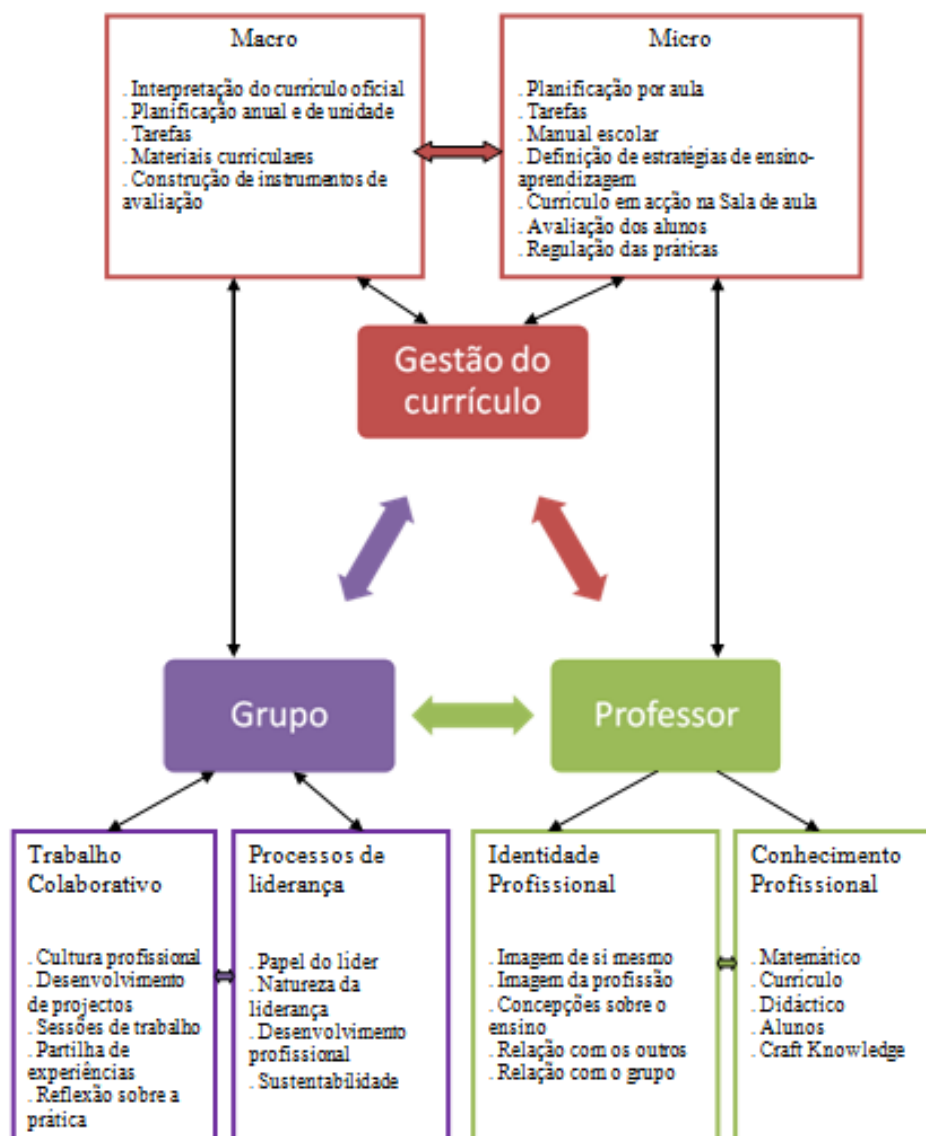 Macro
. Interpretação do currículo oficial
. Planificação anual e de unidade
. Tarefas
. Materiais curriculares
. Construção de instrumentos de
avaliação
Micro
. Planificação por aula
. Tarefas
. Manual escolar
. Definição de estratégias de ensino-
aprendizagem
. Currículo em acção na Sala de aula
. Avaliação dos alunos
. Regulação das práticas
Gestão do
currículo
Grupo
Professor
Trabalho
Colaborativo
. Cultura profissional
. Desenvolvimento
de projectos
. Sessões de trabalho
. Partilha de
experiências
. Reflexão sobre a
prática
Processos de
liderança
. Papel do líder
. Natureza da
liderança
. Desenvolvimento
profissional
. Sustentabilidade
Identidade
Profissional
. Imagem de si mesmo
. Imagem da profissão
. Concepções sobre o
ensino
. Relação com os outros
. Relação com o grupo
Conhecimento
Profissional
. Matemático
. Currículo
. Didáctico
. Alunos
. Craft Knowledge